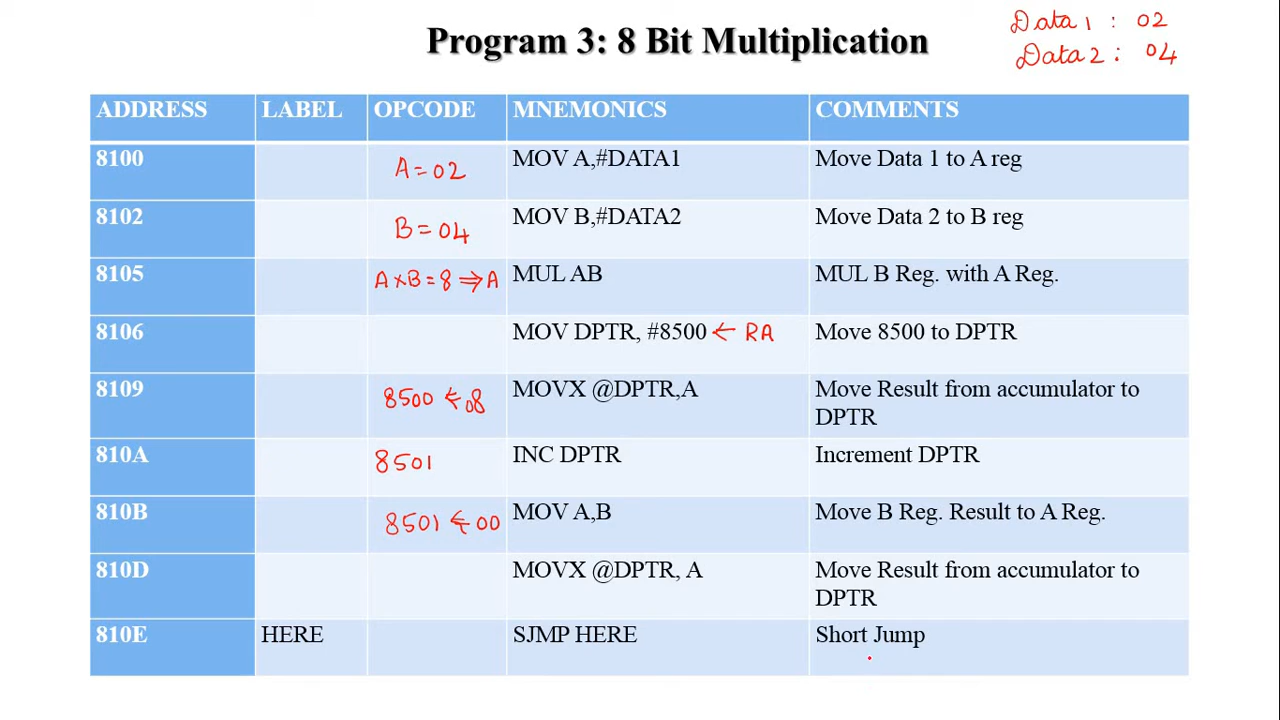 Data 1 : 02
Program 3: 8 Bit Multiplication
Data 2 : 04
ADDRESS LABEL OPCODE MNEMONICS COMMENTS
8100 A = 02 MOV A,#DATA1 Move Data 1 to A reg
8102 B = 04 MOV B,#DATA2 Move Data 2 to B reg
8105 A×B = 8 ⇒ A MUL AB MUL B Reg. with A Reg.
8106 MOV DPTR, #8500 ← RA Move 8500 to DPTR
8109 8500 ⇐ 08 MOVX @DPTR,A Move Result from accumulator to
DPTR
810A 8501 INC DPTR Increment DPTR
810B 8501 ⇐ 00 MOV A,B Move B Reg. Result to A Reg.
810D MOVX @DPTR, A Move Result from accumulator to
DPTR
810E HERE SJMP HERE Short Jump